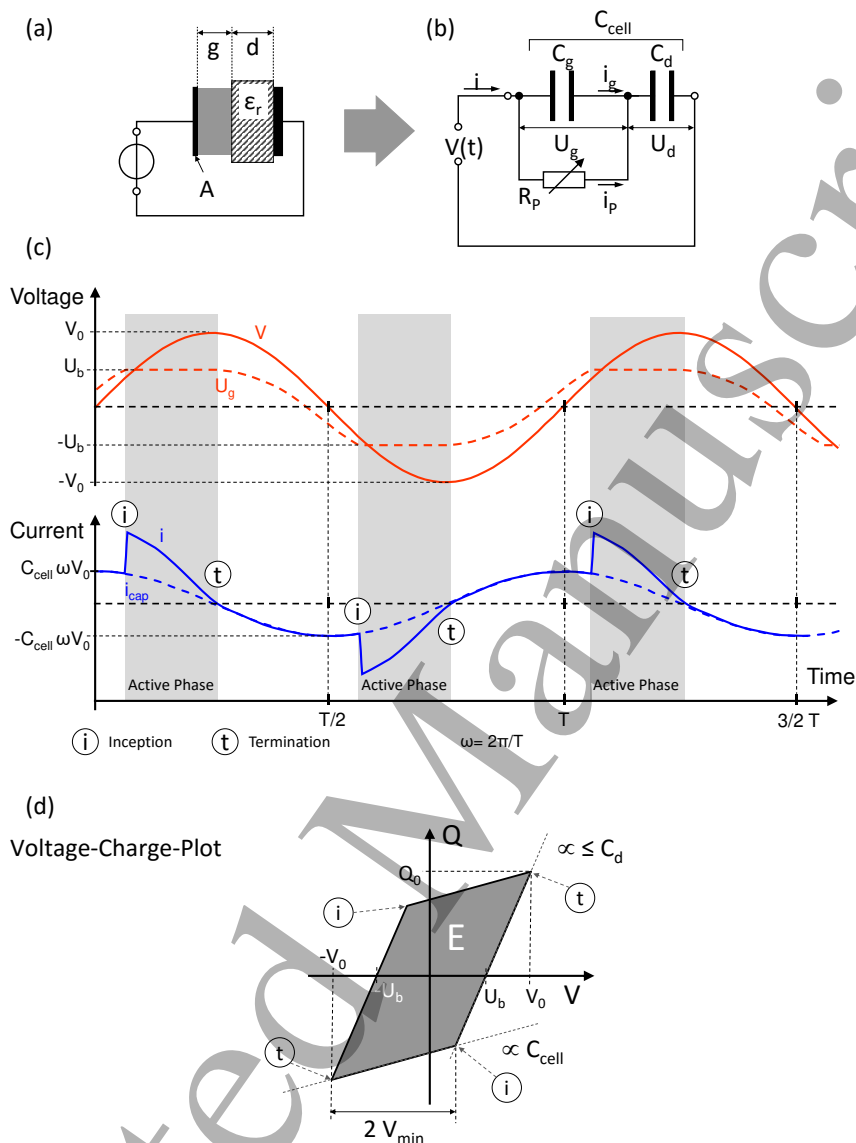 (a)
g d
εr
A
(b)
Ccell
Cg Cd
i ig
V(t)
Ug Ud
RP iP
(c)
Voltage
V0
V
Ub
Ug
-Ub
-V0
Current
i i i
i
Ccell ωV0
icap
t t t
-Ccell ωV0
Active Phase Active Phase Active Phase
Time
T/2 T 3/2 T
i Inception t Termination ω= 2π/T
(d)
Voltage-Charge-Plot
Q
∝ ≤ Cd
Q0
i t
E
-V0
-Ub Ub V0 V
t
∝ Ccell
i
2 Vmin
ted Manuscri